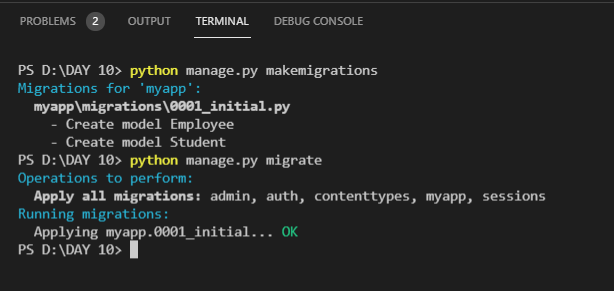 PROBLEMS 2 OUTPUT TERMINAL DEBUG CONSOLE
PS D:\DAY 10> python manage.py makemigrations
Migrations for 'myapp':
  myapp\migrations\0001_initial.py
    - Create model Employee
    - Create model Student
PS D:\DAY 10> python manage.py migrate
Operations to perform:
  Apply all migrations: admin, auth, contenttypes, myapp, sessions
Running migrations:
  Applying myapp.0001_initial... OK
PS D:\DAY 10>